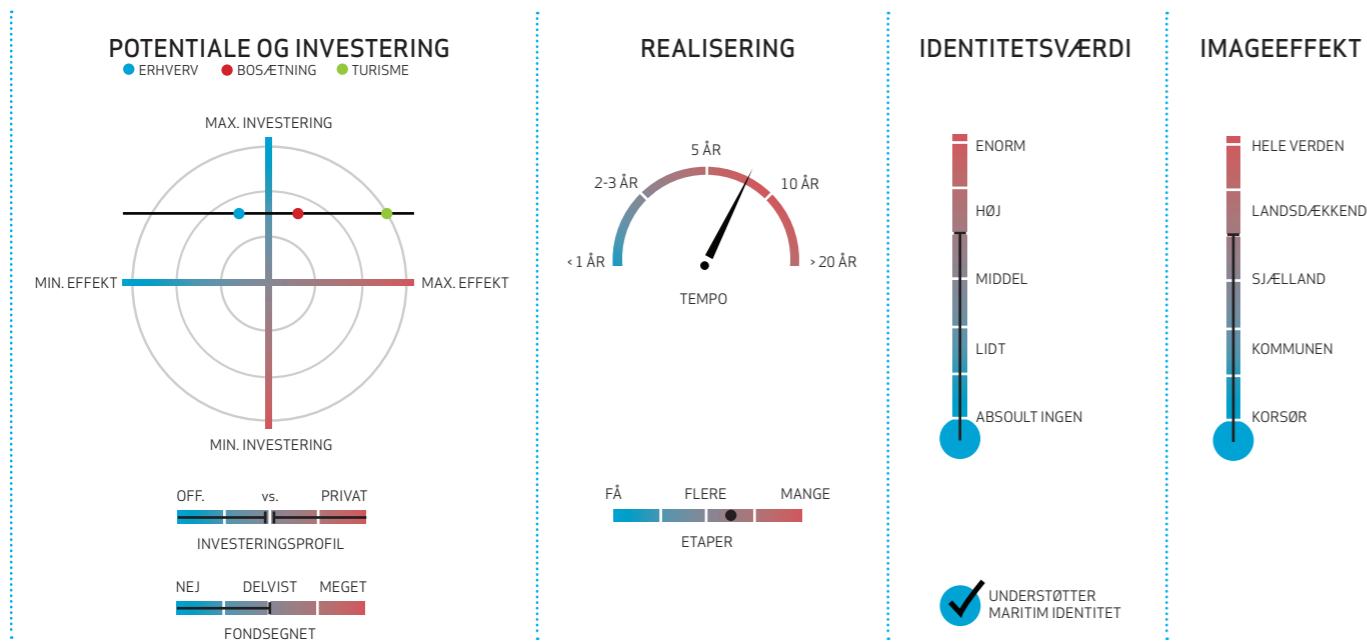 POTENTIALE OG INVESTERING
ERHVERV BOSÆTNING TURISME
MAX. INVESTERING
MIN. EFFEKT
MAX. EFFEKT
MIN. INVESTERING
OFF. vs. PRIVAT
INVESTERINGSPROFIL
NEJ DELVIST MEGET
FONDSEGNET
REALISERING
5 ÅR
2-3 ÅR
10 ÅR
<1 ÅR
>20 ÅR
TEMPO
FÅ FLERE MANGE
ETAPER
IDENTITETSVÆRDI
ENORM
HØJ
MIDDEL
LIDT
ABSOULT INGEN
UNDERSTØTTER
MARITIM IDENTITET
IMAGEEFFEKT
HELE VERDEN
LANDSDÆKKEND
SJÆLLAND
KOMMUNEN
KORSØR